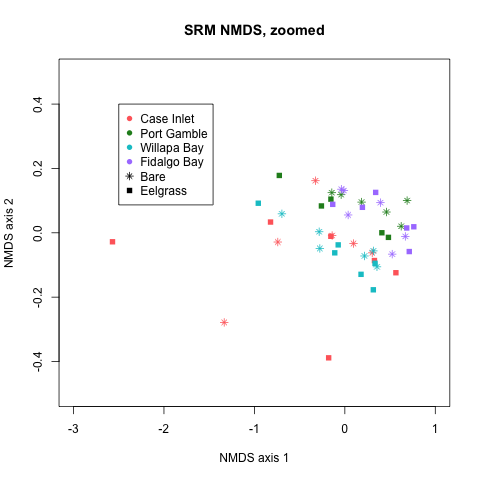 SRM NMDS, zoomed
NMDS axis 2
0.4
0.2
0.0
-0.2
-0.4
Case Inlet
Port Gamble
Willapa Bay
Fidalgo Bay
Bare
Eelgrass
-3 -2 -1 0 1
NMDS axis 1